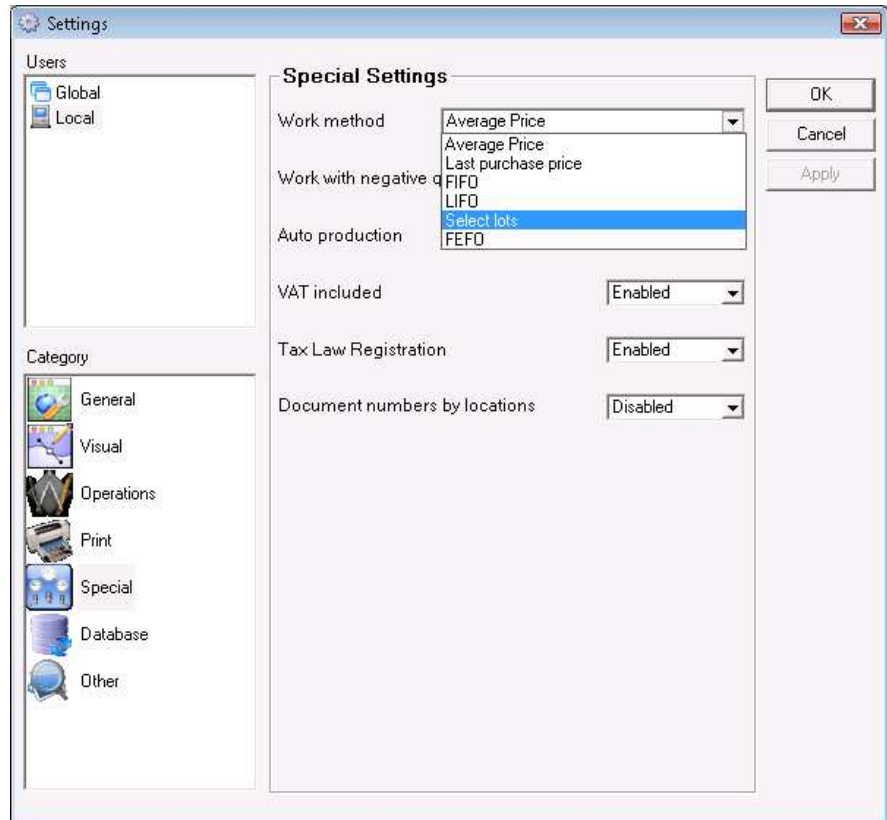 Settings
Users
Global
Local
Category
General
Visual
Operations
Print
Special
Database
Other
Special Settings
Work method
Average Price
Average Price
Last purchase price
FIFO
LIFO
Select lots
FEFO
Work with negative q
Auto production
VAT included Enabled
Tax Law Registration Enabled
Document numbers by locations Disabled
OK
Cancel
Apply